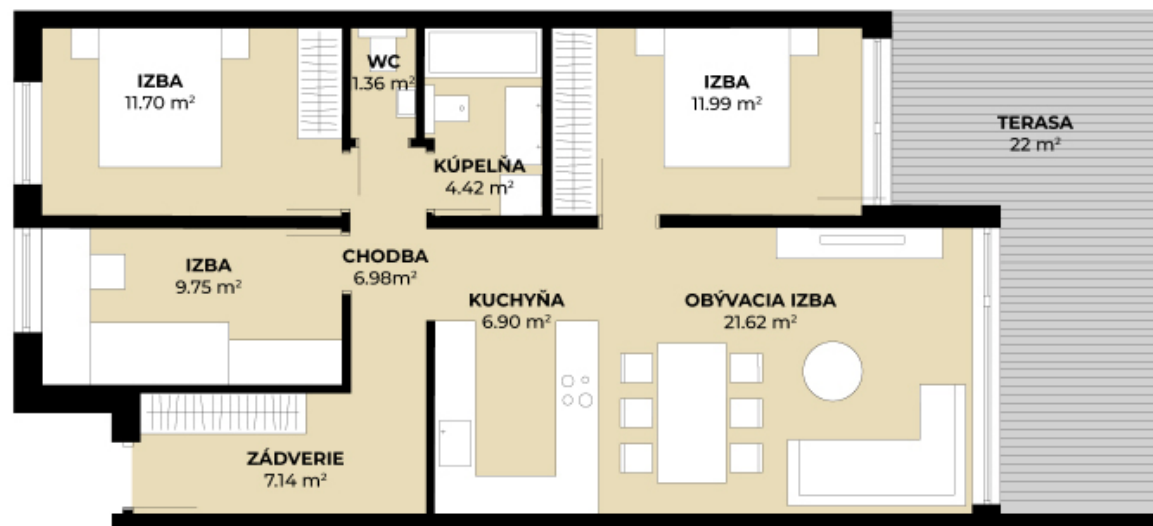 IZBA
11.70 m²
WC
1.36 m²
KÚPEĽŇA
4.42 m²
IZBA
11.99 m²
TERASA
22 m²
IZBA
9.75 m²
CHODBA
6.98m²
KUCHYŇA
6.90 m²
OBÝVACIA IZBA
21.62 m²
ZÁDVERIE
7.14 m²